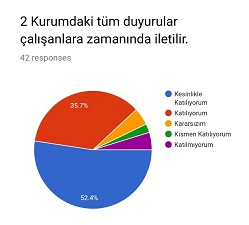 2 Kurumdaki tüm duyurular
çalışanlara zamanında iletilir.
42 responses
35.7%
52.4%
Kesinlikle
Katılıyorum
Katılıyorum
Kararsızım
Kısmen Katılıyorum
Katılmıyorum